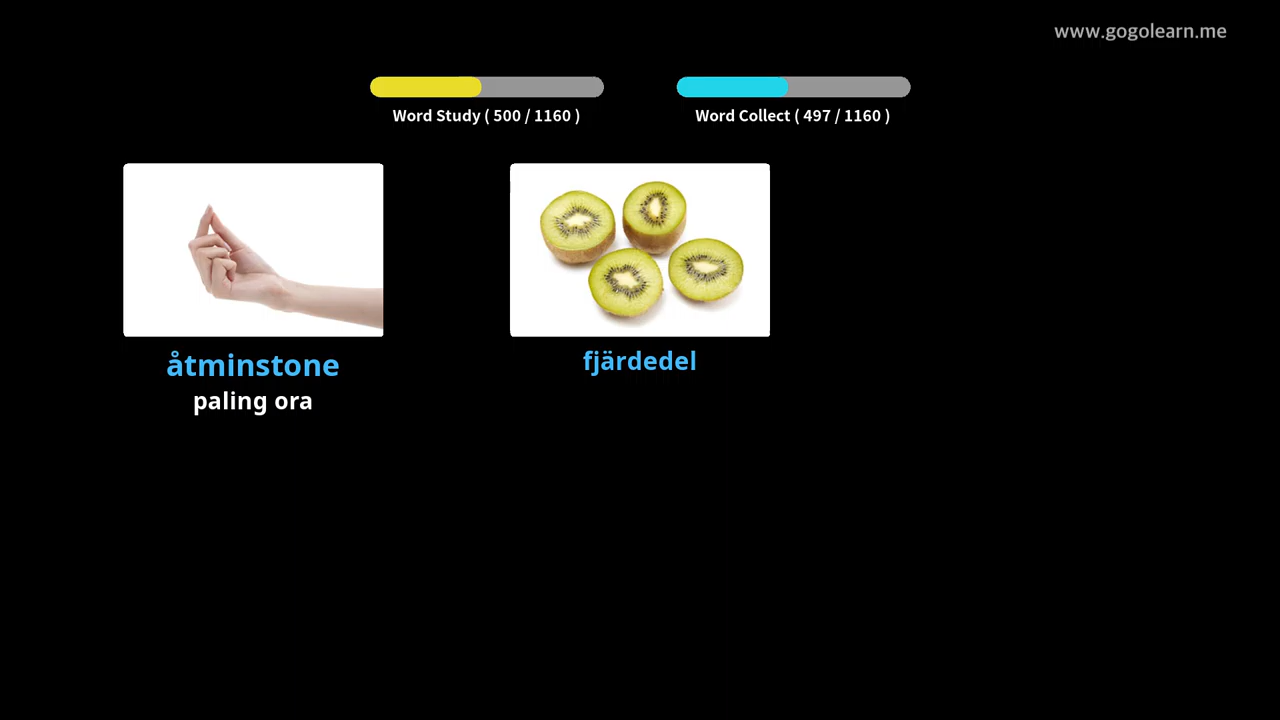 www.gogolearn.me
Word Study ( 500 / 1160 )
Word Collect ( 497 / 1160 )
åtminstone
paling ora
fjärdedel